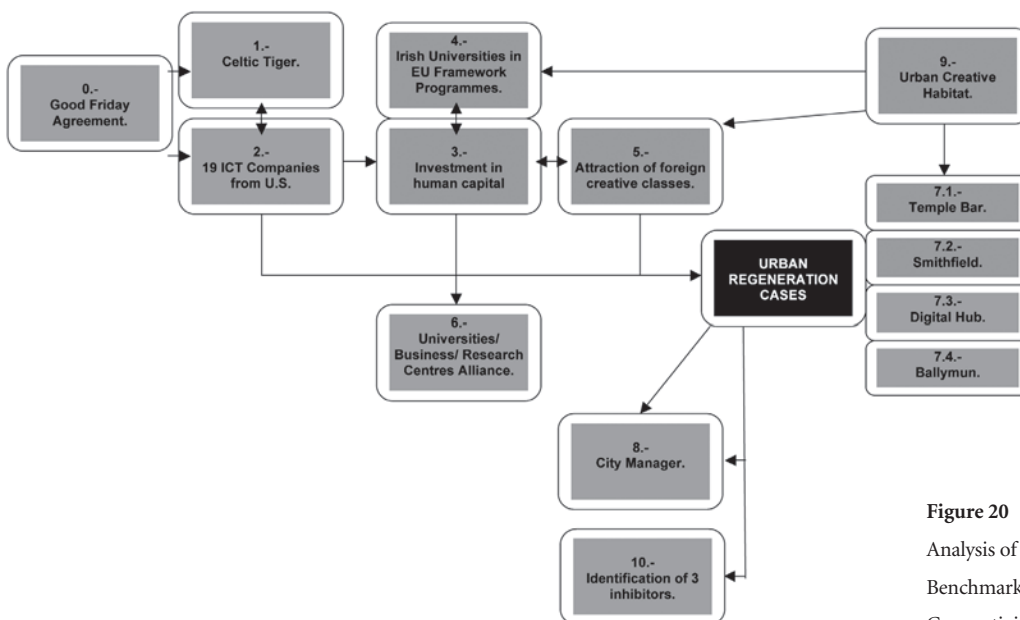 0.-
Good Friday
Agreement.
1.-
Celtic Tiger.
2.-
19 ICT Companies
from U.S.
4.-
Irish Universities in
EU Framework
Programmes.
3.-
Investment in
human capital
5.-
Attraction of foreign
creative classes.
9.-
Urban Creative
Habitat.
7.1.-
Temple Bar.
7.2.-
Smithfield.
7.3.-
Digital Hub.
7.4.-
Ballymun.
URBAN
REGENERATION
CASES
6.-
Universities/
Business/ Research
Centres Alliance.
8.-
City Manager.
10.-
Identification of 3
inhibitors.
Figure 20
Analysis of
Benchmark